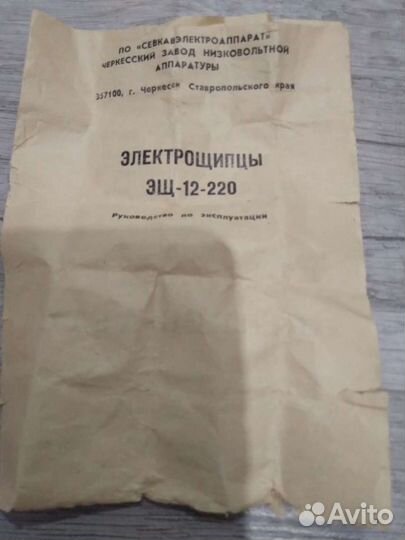 ПО «СЕВКАВЭЛЕКТРОАППАРАТ»
ЧЕРКЕССКИЙ ЗАВОД НИЗКОВОЛЬТНОЙ
АППАРАТУРЫ
357100, г. Черкесск Ставропольского края
ЭЛЕКТРОЩИПЦЫ
ЭЩ-12-220
Руководство по эксплуатации
Avito